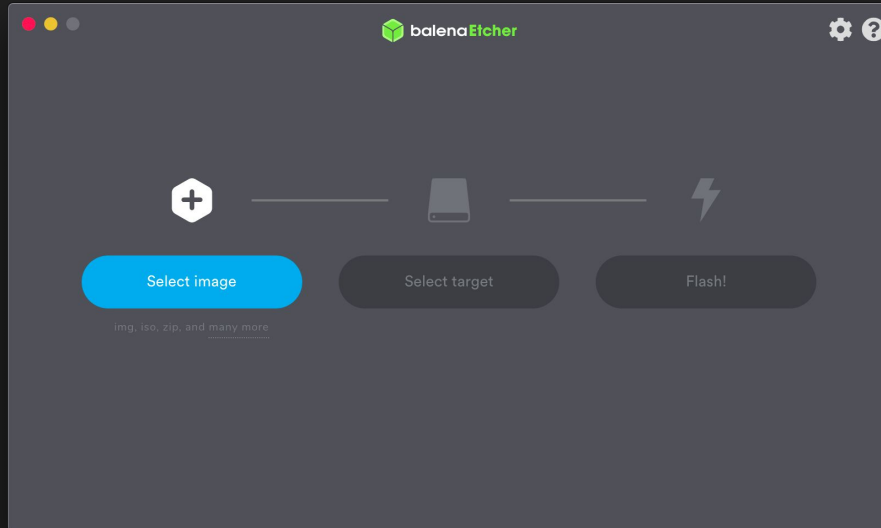 balenaEtcher
?
Select image
Select target
Flash!
img, iso, zip, and many more